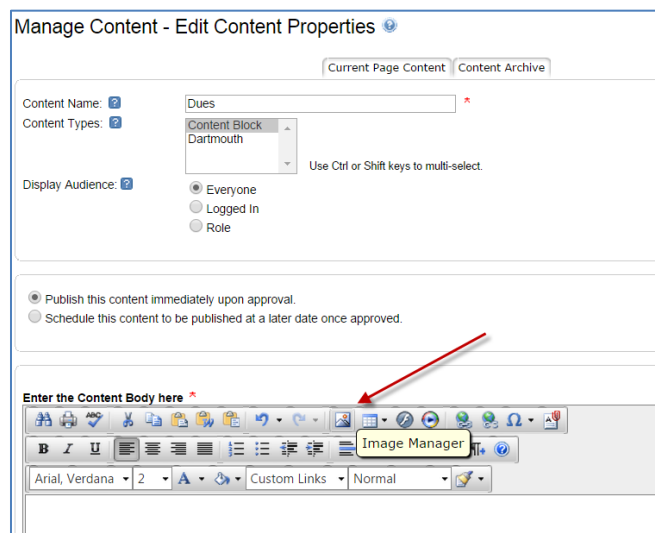 Manage Content - Edit Content Properties
Current Page Content Content Archive
Content Name: ? Dues *
Content Types: ? Content Block
Dartmouth
Use Ctrl or Shift keys to multi-select.
Display Audience: ? Everyone
Logged In
Role
Publish this content immediately upon approval.
Schedule this content to be published at a later date once approved.
Enter the Content Body here *
ABC
B I U Image Manager
Arial, Verdana 2 A Custom Links Normal